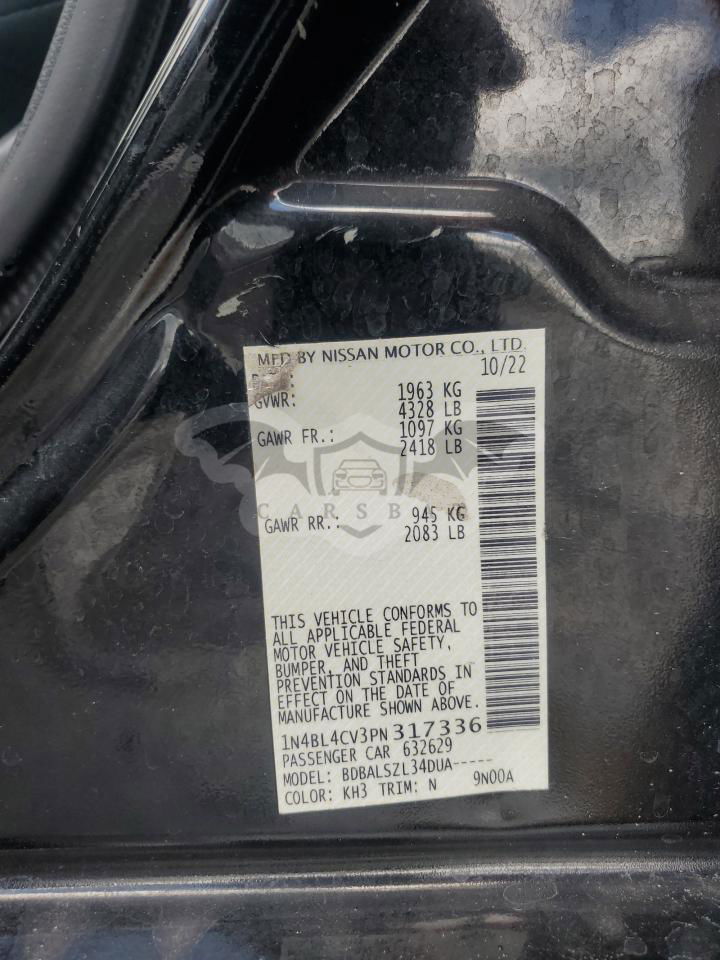 MFD BY NISSAN MOTOR CO., LTD.
10/22
GVWR: 1963 KG
4328 LB
GAWR FR.: 1097 KG
2418 LB
CARSB
GAWR RR.: 945 KG
2083 LB
THIS VEHICLE CONFORMS TO
ALL APPLICABLE FEDERAL
MOTOR VEHICLE SAFETY,
BUMPER, AND THEFT
PREVENTION STANDARDS IN
EFFECT ON THE DATE OF
MANUFACTURE SHOWN ABOVE.
1N4BL4CV3PN317336
PASSENGER CAR 632629
MODEL: BDBALSZL34DUA-----
COLOR: KH3 TRIM: N 9N00A